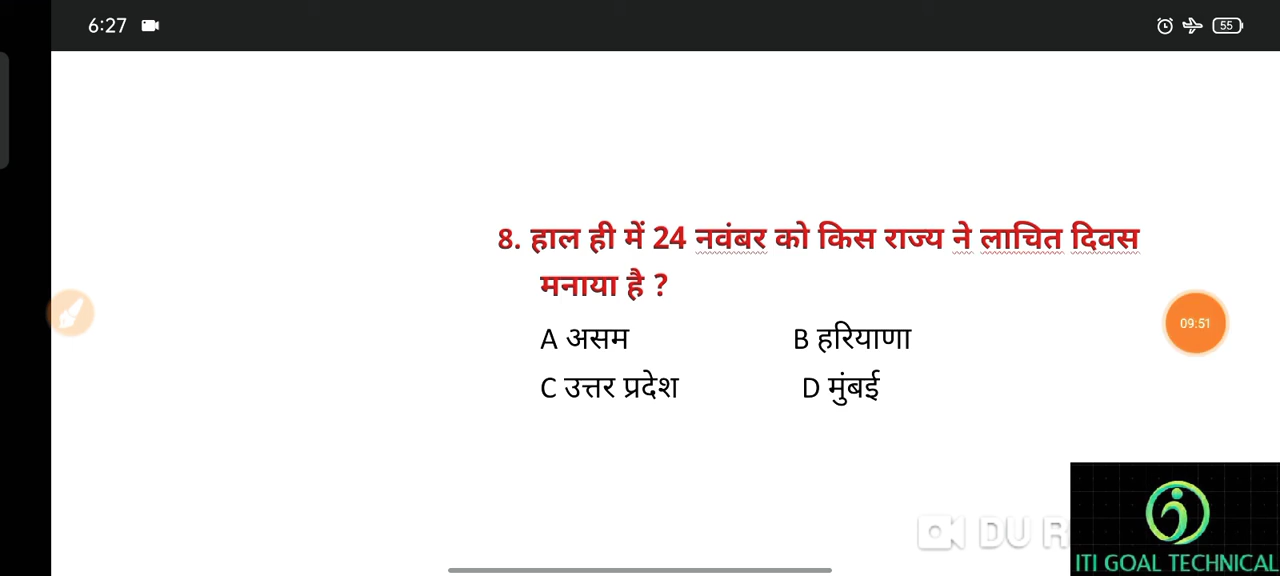 6:27
55
8. हाल ही में 24 नवंबर को किस राज्य ने लाचित दिवस
मनाया है ?
A असम B हरियाणा
09:51
C उत्तर प्रदेश D मुंबई
DU R
ITI GOAL TECHNICAL